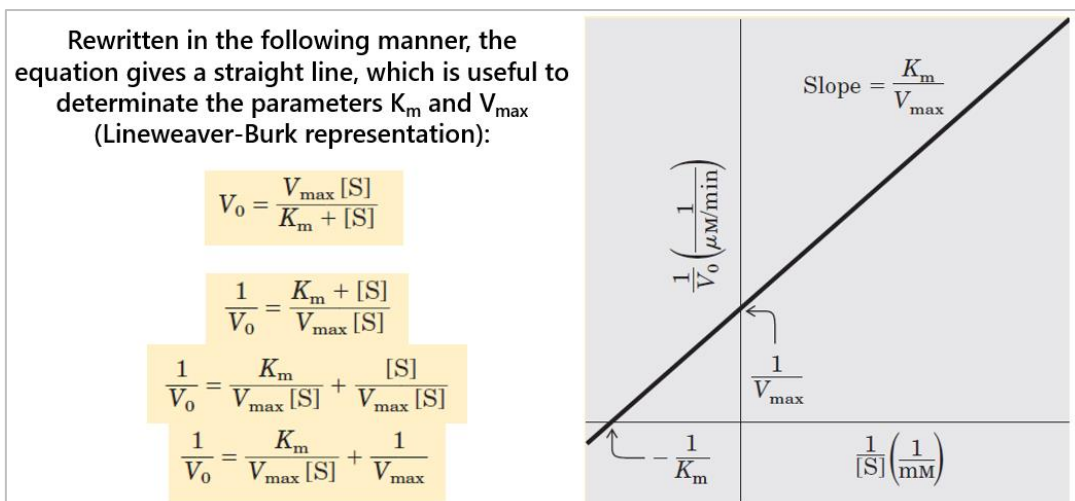 Rewritten in the following manner, the
equation gives a straight line, which is useful to
determinate the parameters Km and Vmax
(Lineweaver-Burk representation):
V0 = Vmax [S] / Km + [S]
1 / V0 = Km + [S] / Vmax [S]
1 / V0 = Km / Vmax [S] + [S] / Vmax [S]
1 / V0 = Km / Vmax [S] + 1 / Vmax
Slope = Km / Vmax
1 / V0 (1 / μM/min)
1 / Vmax
- 1 / Km
1 / [S] (1 / mM)